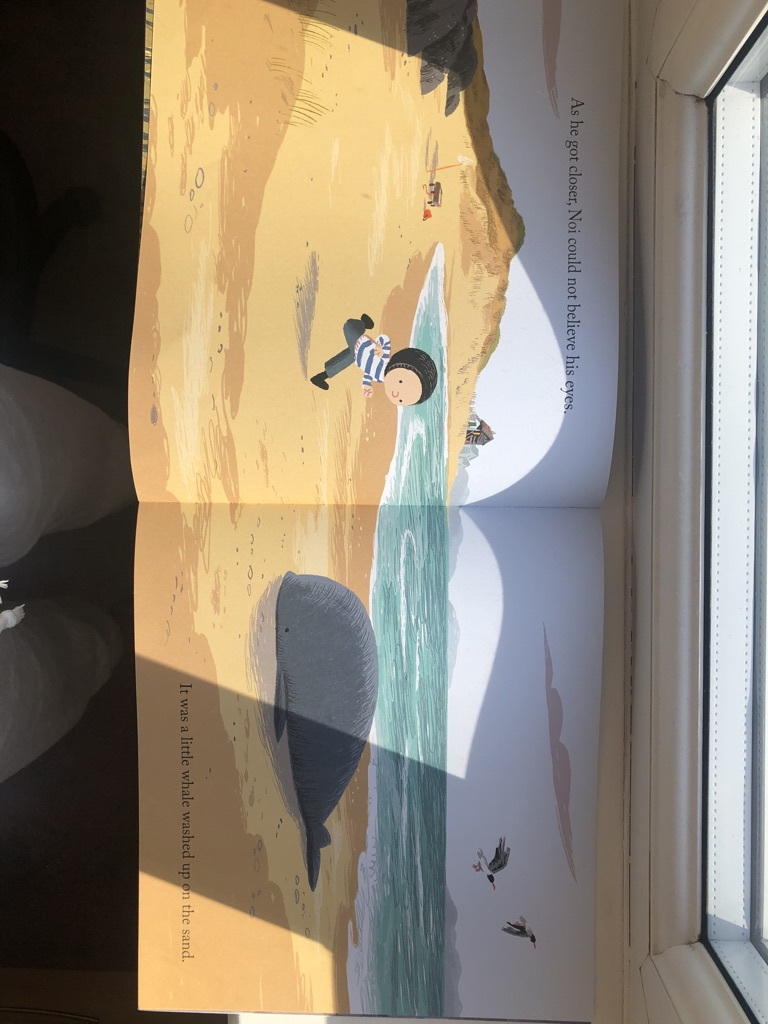 As he got closer, Noi could not believe his eyes.
It was a little whale washed up on the sand.